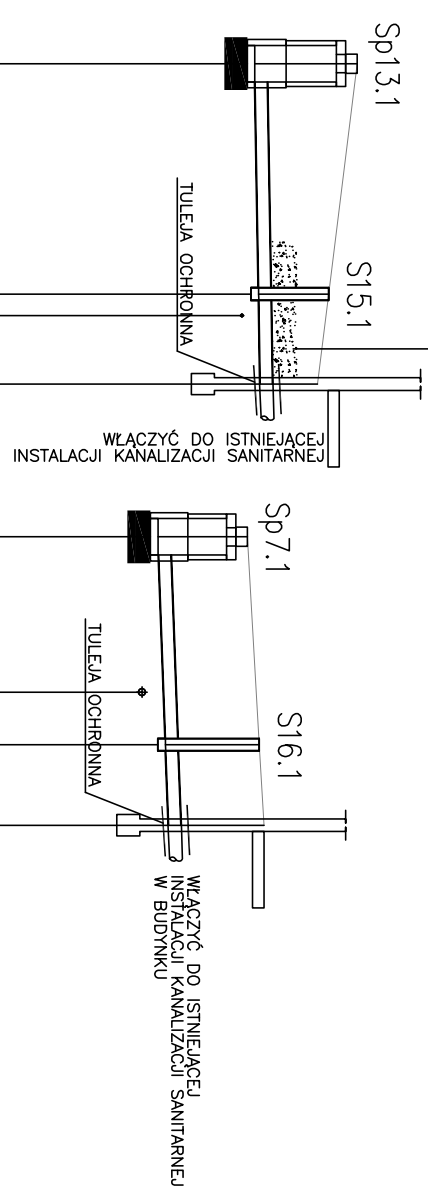 Sp13.1
S15.1
TULEJA OCHRONNA
WŁĄCZYĆ DO ISTNIEJĄCEJ
INSTALACJI KANALIZACJI SANITARNEJ
Sp7.1
S16.1
TULEJA OCHRONNA
WŁĄCZYĆ DO ISTNIEJĄCEJ
INSTALACJI KANALIZACJI SANITARNEJ
W BUDYNKU